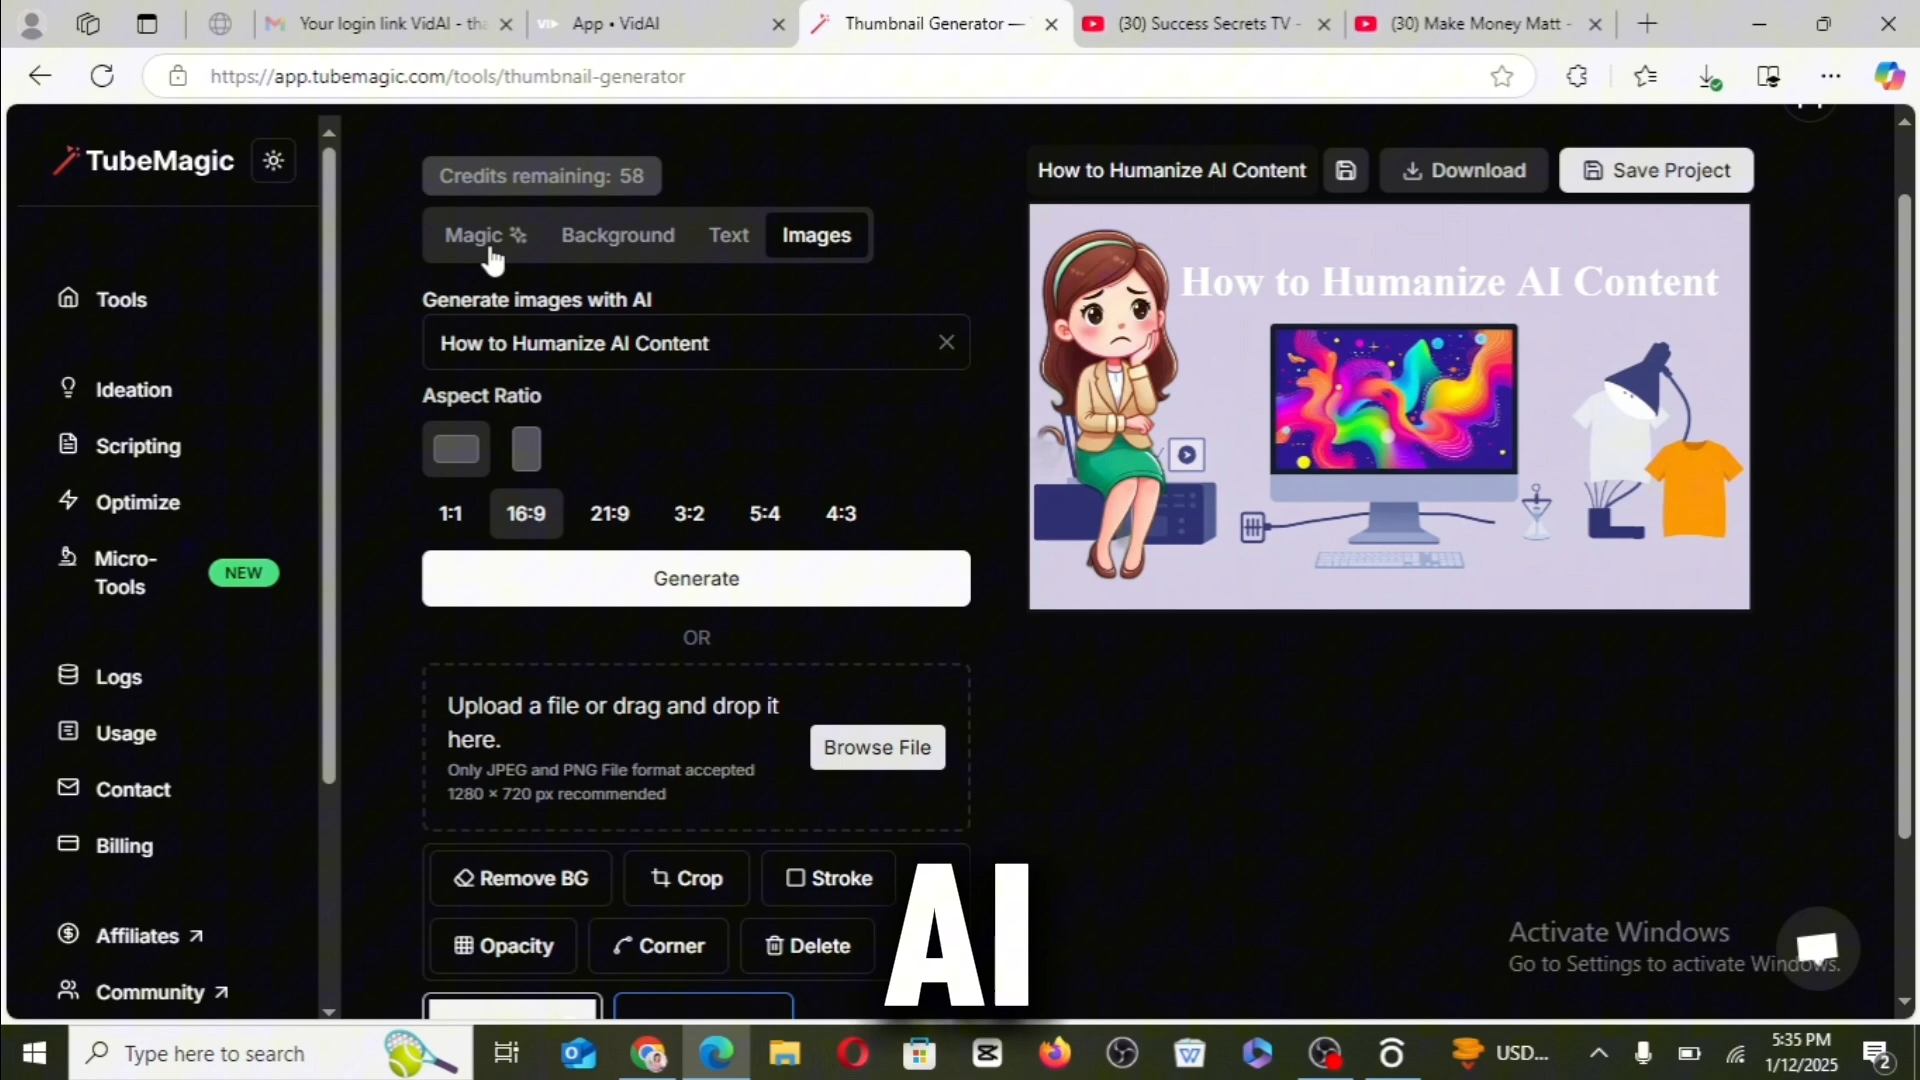 Your login link VidAI - tha
App • VidAI
Thumbnail Generator —
(30) Success Secrets TV -
(30) Make Money Matt -
https://app.tubemagic.com/tools/thumbnail-generator
TubeMagic
Tools
Ideation
Scripting
Optimize
Micro-
Tools
NEW
Logs
Usage
Contact
Billing
Affiliates
Community
Credits remaining: 58
Magic
Background
Text
Images
Generate images with AI
How to Humanize AI Content
Aspect Ratio
1:1
16:9
21:9
3:2
5:4
4:3
Generate
OR
Upload a file or drag and drop it
here.
Only JPEG and PNG File format accepted
1280 × 720 px recommended
Browse File
Remove BG
Crop
Stroke
Opacity
Corner
Delete
How to Humanize AI Content
Download
Save Project
How to Humanize AI Content
AI
Activate Windows
Go to Settings to activate Windows.
Type here to search
USD...
5:35 PM
1/12/2025
2